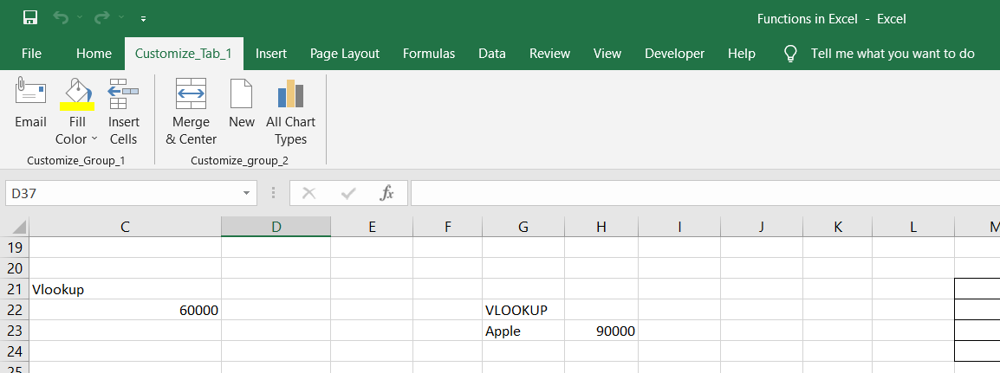 Functions in Excel - Excel
File Home Customize_Tab_1 Insert Page Layout Formulas Data Review View Developer Help Tell me what you want to do
Email Fill Color Insert Cells Merge & Center New All Chart Types
Customize_Group_1 Customize_group_2
D37 fx
C D E F G H I J K L M
19
20
21 Vlookup
22 60000 VLOOKUP
23 Apple 90000
24
25